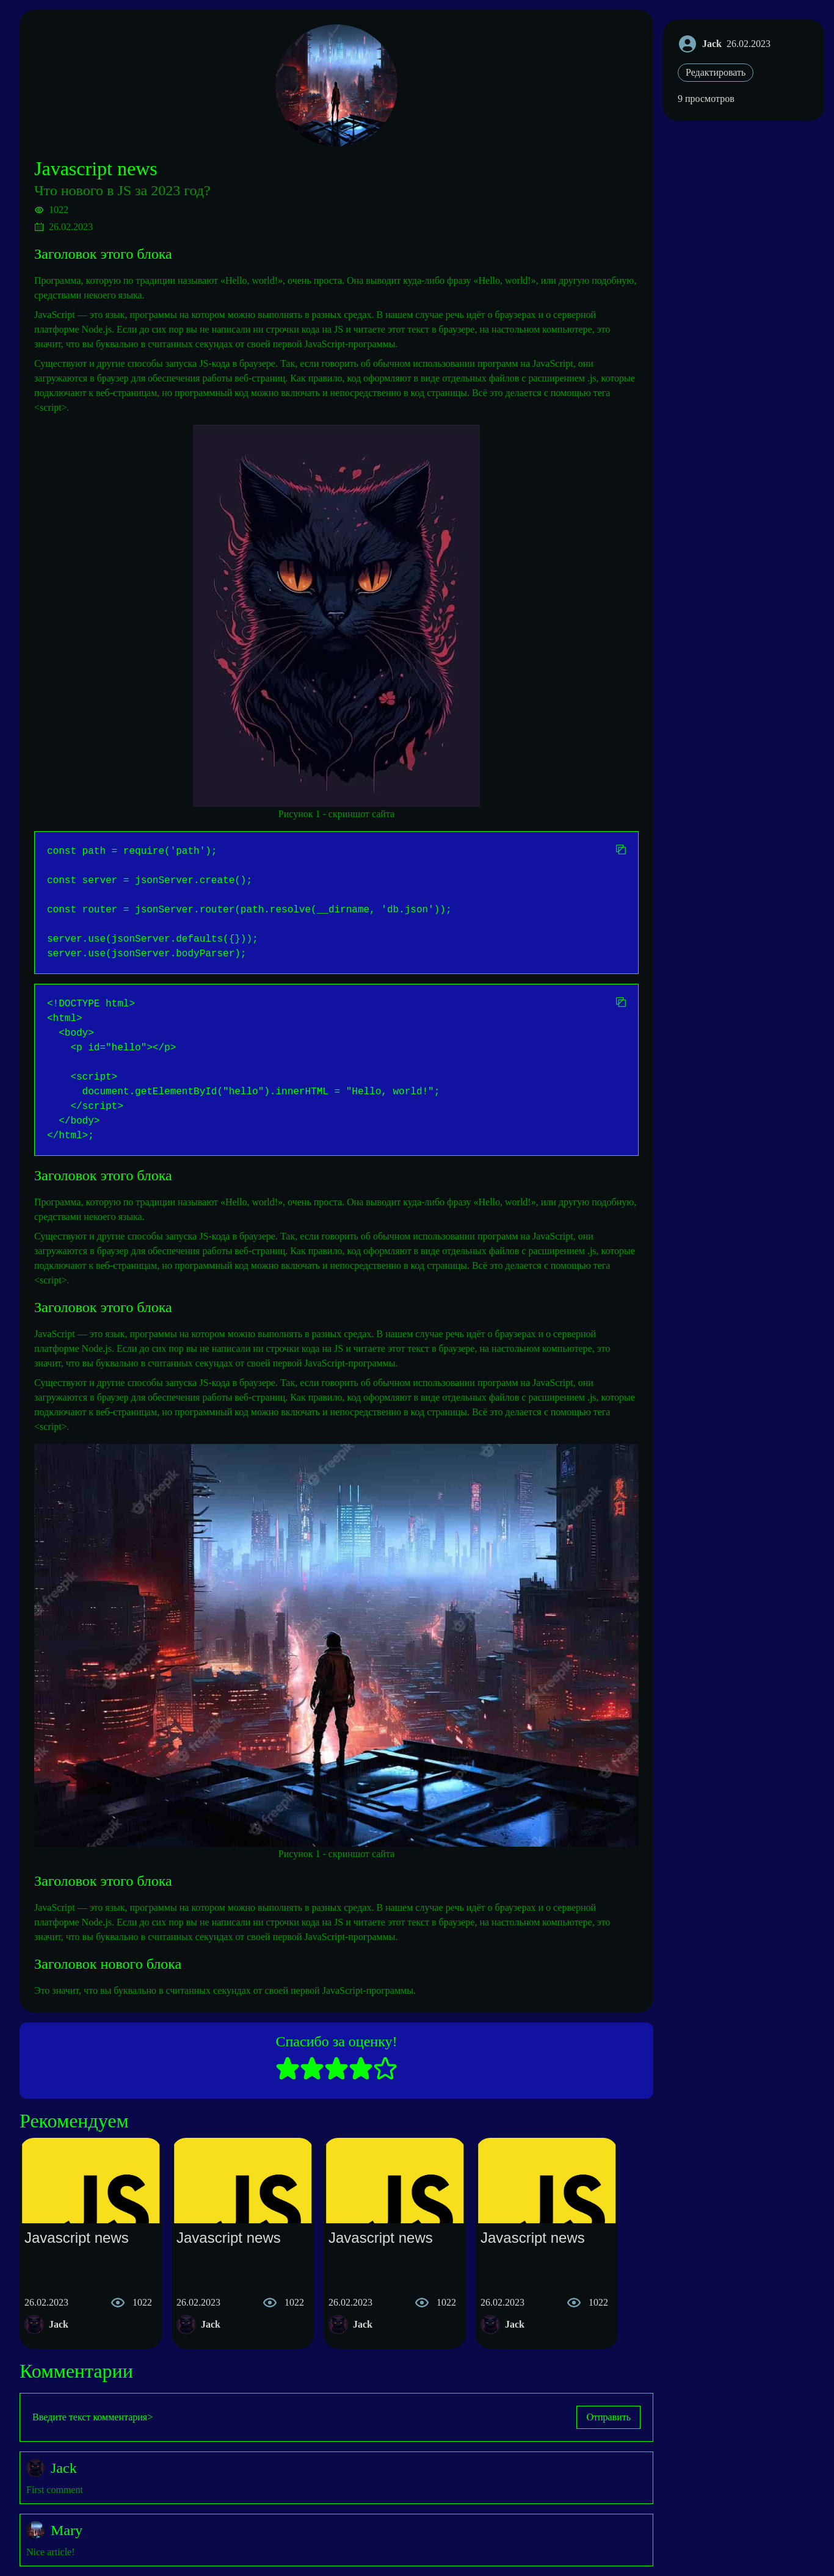 Jack 26.02.2023
Редактировать
9 просмотров
Javascript news
Что нового в JS за 2023 год?
1022
26.02.2023
Заголовок этого блока
Программа, которую по традиции называют «Hello, world!», очень проста. Она выводит куда-либо фразу «Hello, world!», или другую подобную,
средствами некоего языка.
JavaScript — это язык, программы на котором можно выполнять в разных средах. В нашем случае речь идёт о браузерах и о серверной
платформе Node.js. Если до сих пор вы не написали ни строчки кода на JS и читаете этот текст в браузере, на настольном компьютере, это
значит, что вы буквально в считанных секундах от своей первой JavaScript-программы.
Существуют и другие способы запуска JS-кода в браузере. Так, если говорить об обычном использовании программ на JavaScript, они
загружаются в браузер для обеспечения работы веб-страниц. Как правило, код оформляют в виде отдельных файлов с расширением .js, которые
подключают к веб-страницам, но программный код можно включать и непосредственно в код страницы. Всё это делается с помощью тега
<script>.
Рисунок 1 - скриншот сайта
const path = require('path');
const server = jsonServer.create();
const router = jsonServer.router(path.resolve(__dirname, 'db.json'));
server.use(jsonServer.defaults({}));
server.use(jsonServer.bodyParser);
<!DOCTYPE html>
<html>
<body>
<p id="hello"></p>
<script>
document.getElementById("hello").innerHTML = "Hello, world!";
</script>
</body>
</html>;
Заголовок этого блока
Программа, которую по традиции называют «Hello, world!», очень проста. Она выводит куда-либо фразу «Hello, world!», или другую подобную,
средствами некоего языка.
Существуют и другие способы запуска JS-кода в браузере. Так, если говорить об обычном использовании программ на JavaScript, они
загружаются в браузер для обеспечения работы веб-страниц. Как правило, код оформляют в виде отдельных файлов с расширением .js, которые
подключают к веб-страницам, но программный код можно включать и непосредственно в код страницы. Всё это делается с помощью тега
<script>.
Заголовок этого блока
JavaScript — это язык, программы на котором можно выполнять в разных средах. В нашем случае речь идёт о браузерах и о серверной
платформе Node.js. Если до сих пор вы не написали ни строчки кода на JS и читаете этот текст в браузере, на настольном компьютере, это
значит, что вы буквально в считанных секундах от своей первой JavaScript-программы.
Существуют и другие способы запуска JS-кода в браузере. Так, если говорить об обычном использовании программ на JavaScript, они
загружаются в браузер для обеспечения работы веб-страниц. Как правило, код оформляют в виде отдельных файлов с расширением .js, которые
подключают к веб-страницам, но программный код можно включать и непосредственно в код страницы. Всё это делается с помощью тега
<script>.
freepik
freepik
freepik
freepik
freepik
freepik
freepik
freepik
freepik
freepik
Рисунок 1 - скриншот сайта
Заголовок этого блока
JavaScript — это язык, программы на котором можно выполнять в разных средах. В нашем случае речь идёт о браузерах и о серверной
платформе Node.js. Если до сих пор вы не написали ни строчки кода на JS и читаете этот текст в браузере, на настольном компьютере, это
значит, что вы буквально в считанных секундах от своей первой JavaScript-программы.
Заголовок нового блока
Это значит, что вы буквально в считанных секундах от своей первой JavaScript-программы.
Спасибо за оценку!
Рекомендуем
JS JS JS JS
Javascript news Javascript news Javascript news Javascript news
26.02.2023 1022 26.02.2023 1022 26.02.2023 1022 26.02.2023 1022
Jack Jack Jack Jack
Комментарии
Введите текст комментария> Отправить
Jack
First comment
Mary
Nice article!